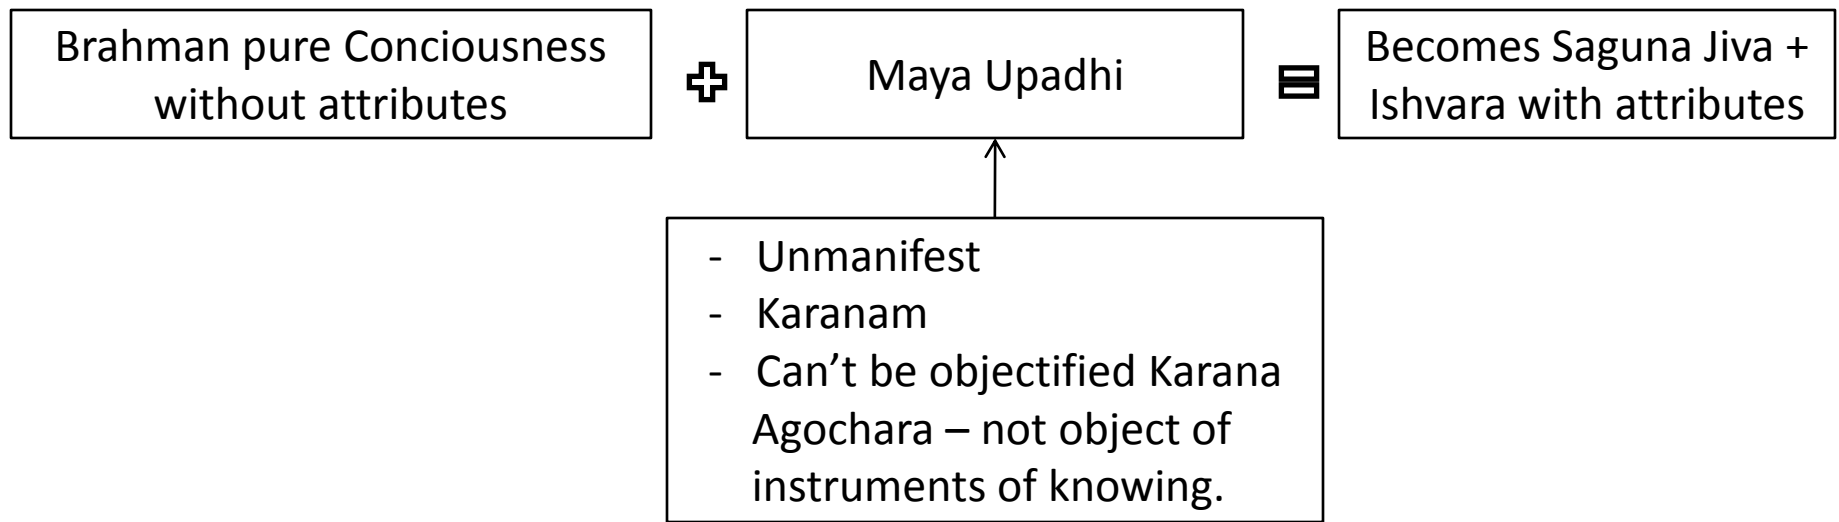 Brahman pure Conciousness
without attributes
Maya Upadhi
Becomes Saguna Jiva +
Ishvara with attributes
- Unmanifest
- Karanam
- Can’t be objectified Karana
Agochara – not object of
instruments of knowing.